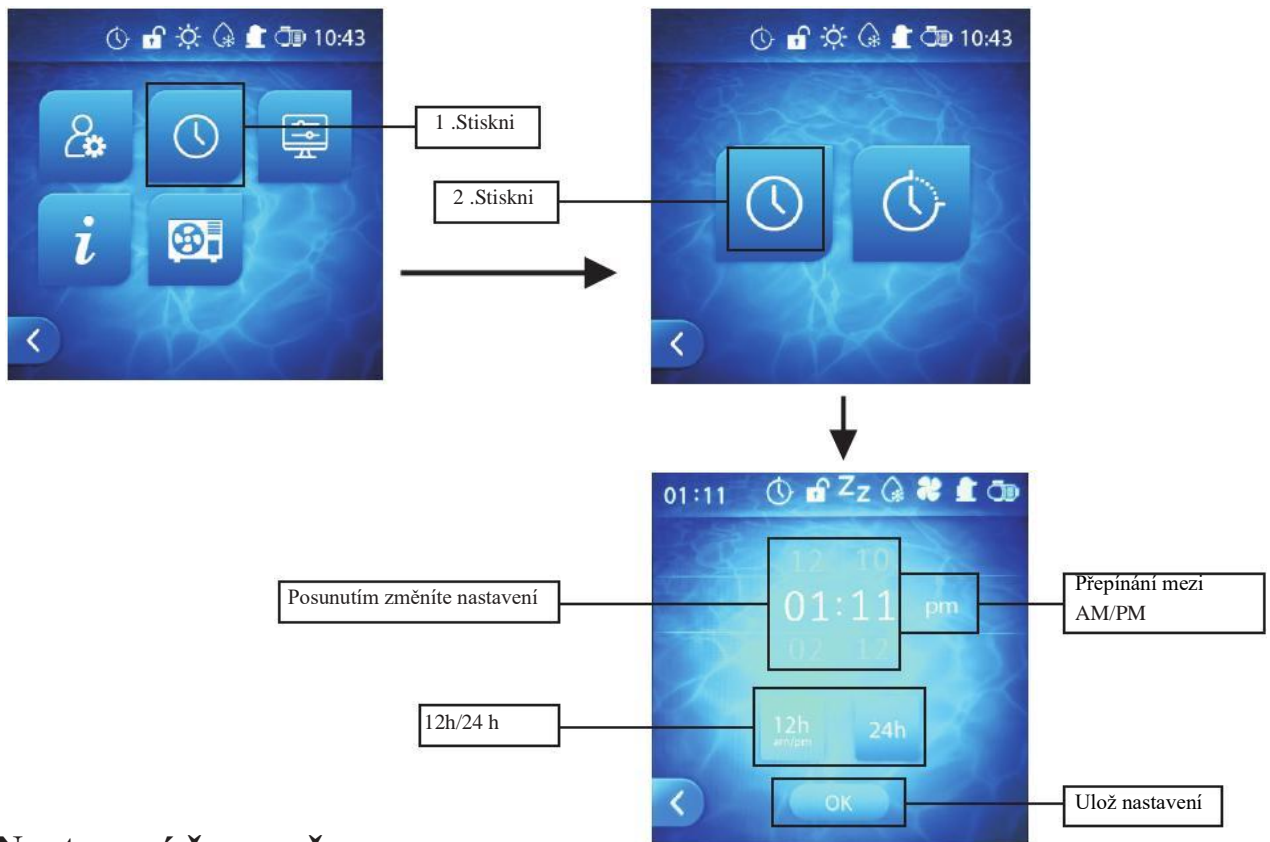 10:43
10:43
1 .Stiskni
2 .Stiskni
i
01:11
Zz
12 10
01:11 pm
02 12
Posunutím změníte nastavení
Přepínání mezi
AM/PM
12h/24 h
12h 24h
am/pm
OK
Ulož nastavení